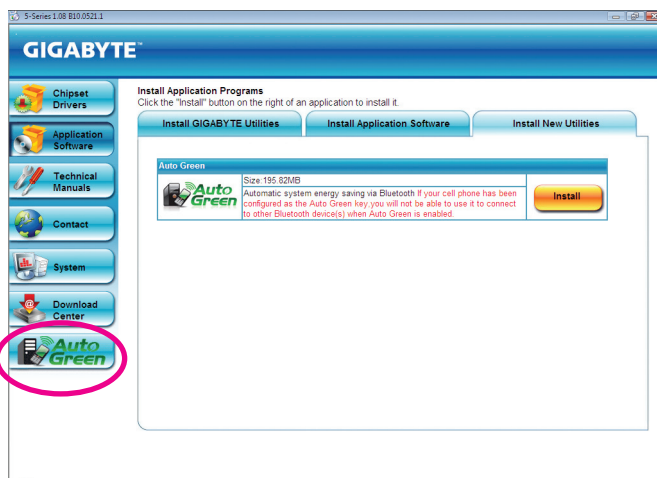 5-Series 1.08 B10.0521.1
GIGABYTE™
Chipset
Drivers
Application
Software
Technical
Manuals
Contact
System
Download
Center
Auto
Green
Install Application Programs
Click the "Install" button on the right of an application to install it.
Install GIGABYTE Utilities
Install Application Software
Install New Utilities
Auto Green
Auto
Green
Size:195.82MB
Automatic system energy saving via Bluetooth If your cell phone has been
configured as the Auto Green key,you will not be able to use it to connect
to other Bluetooth device(s) when Auto Green is enabled.
Install